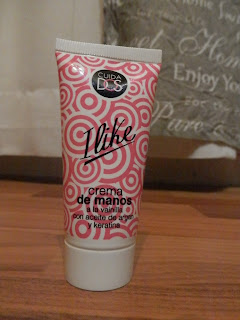 CUIDA
DOS
I like
crema
de manos
a la vainilla
con aceite de argán
y keratina
Home
Enjoy You